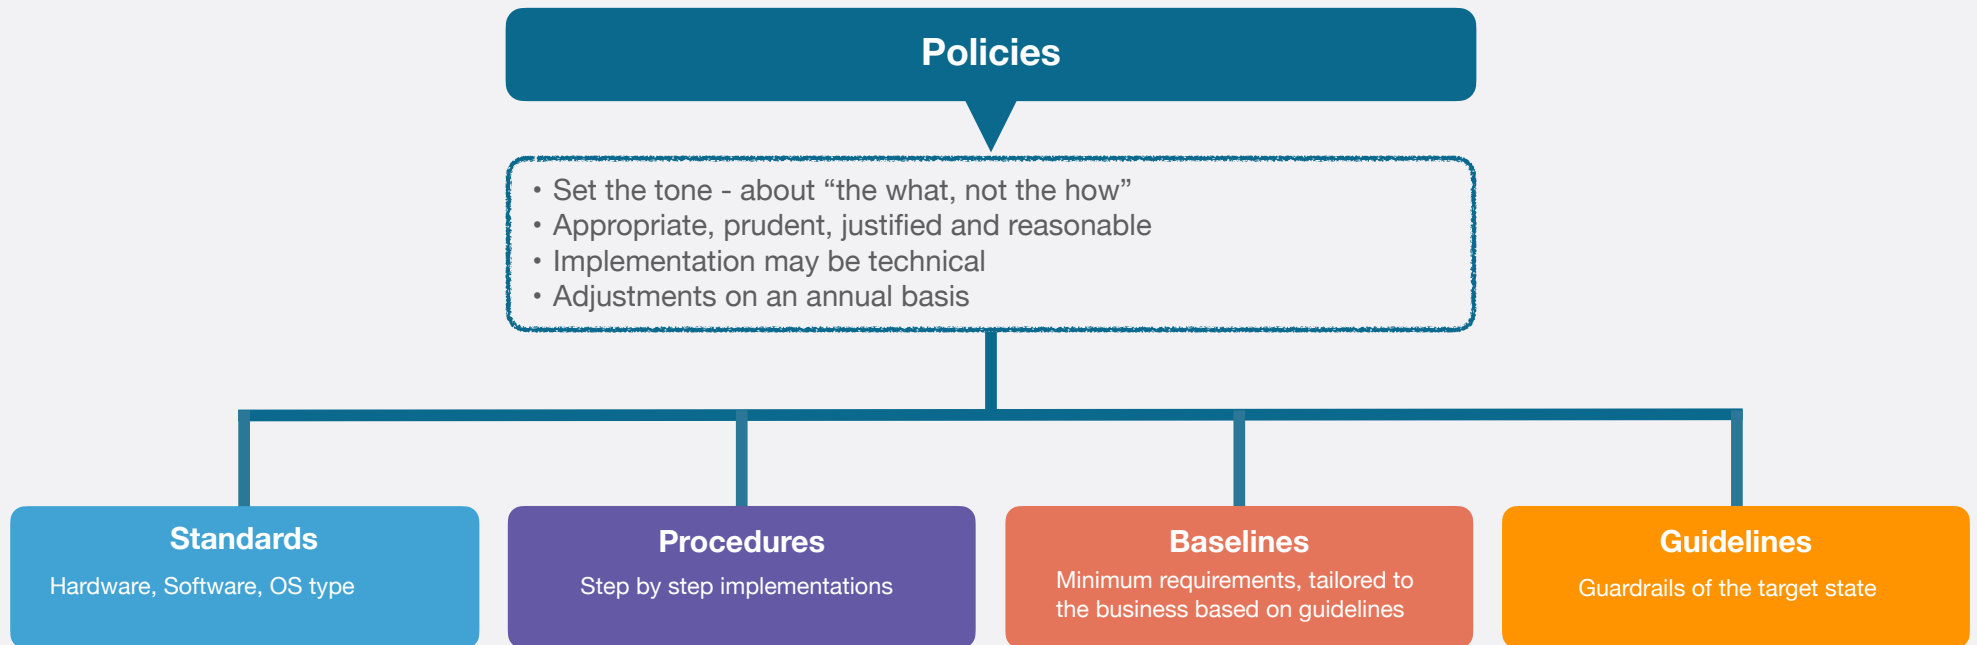 Policies
• Set the tone - about “the what, not the how”
• Appropriate, prudent, justified and reasonable
• Implementation may be technical
• Adjustments on an annual basis
Standards
Hardware, Software, OS type
Procedures
Step by step implementations
Baselines
Minimum requirements, tailored to
the business based on guidelines
Guidelines
Guardrails of the target state